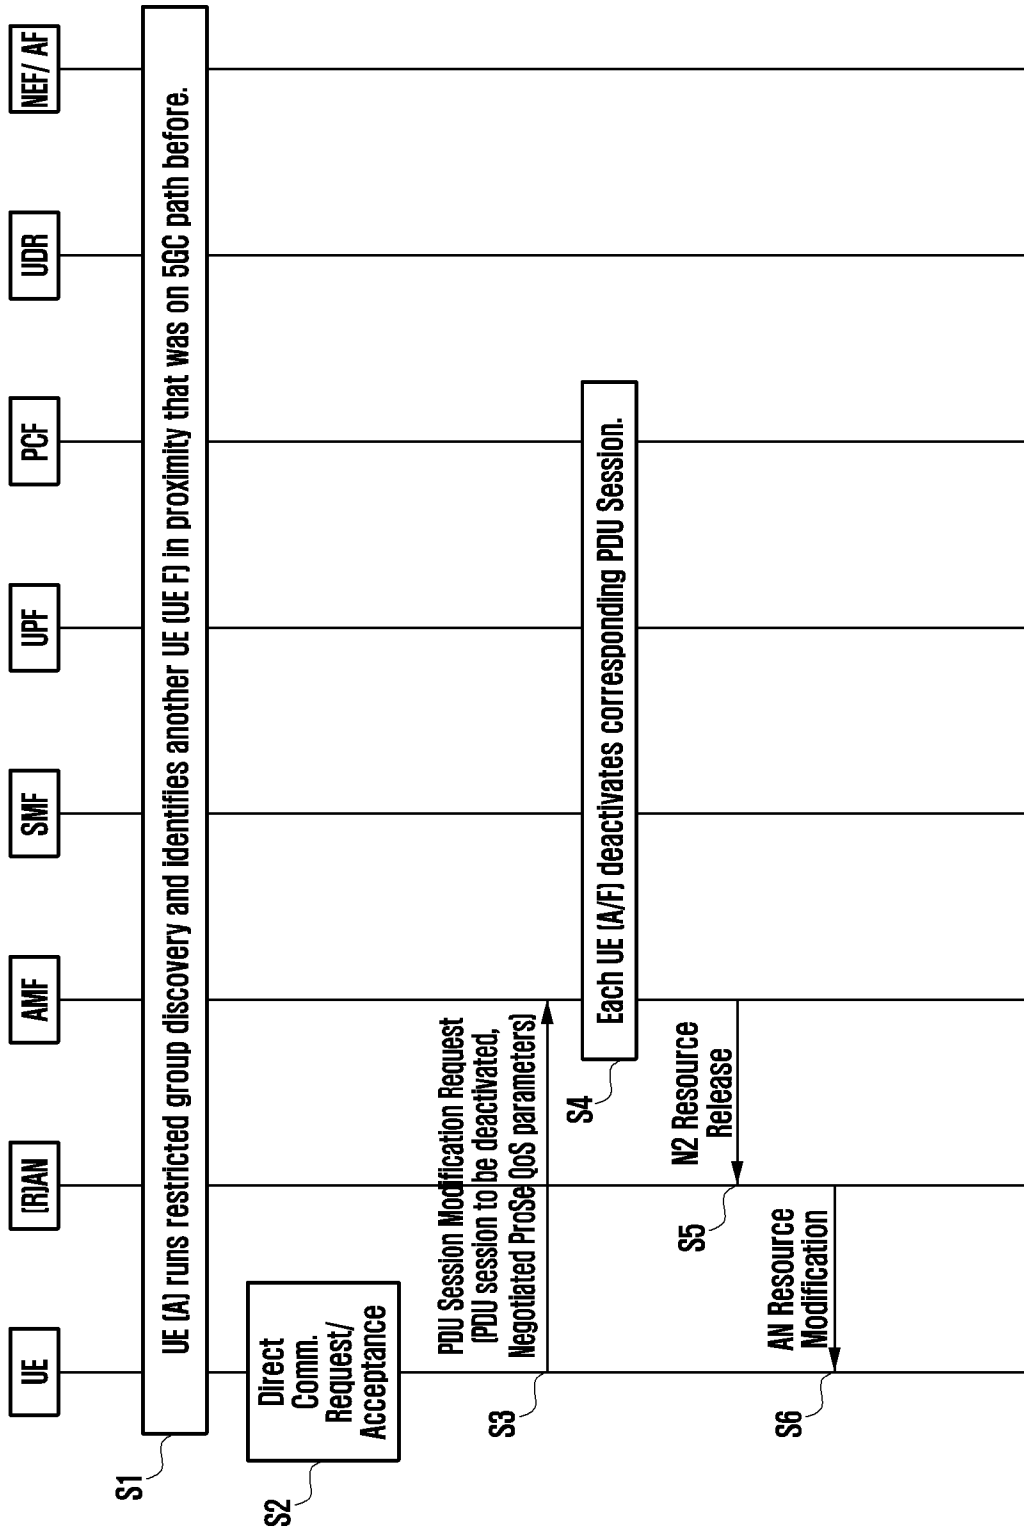 UE
(R)AN
AMF
SMF
UPF
PCF
UDR
NEF/ AF
S1
UE (A) runs restricted group discovery and identifies another UE (UE F) in proximity that was on 5GC path before.
S2
Direct
Comm.
Request/
Acceptance
S3
PDU Session Modification Request
(PDU session to be deactivated,
Negotiated ProSe QoS parameters)
S4
Each UE (A/F) deactivates corresponding PDU Session.
S5
N2 Resource
Release
S6
AN Resource
Modification